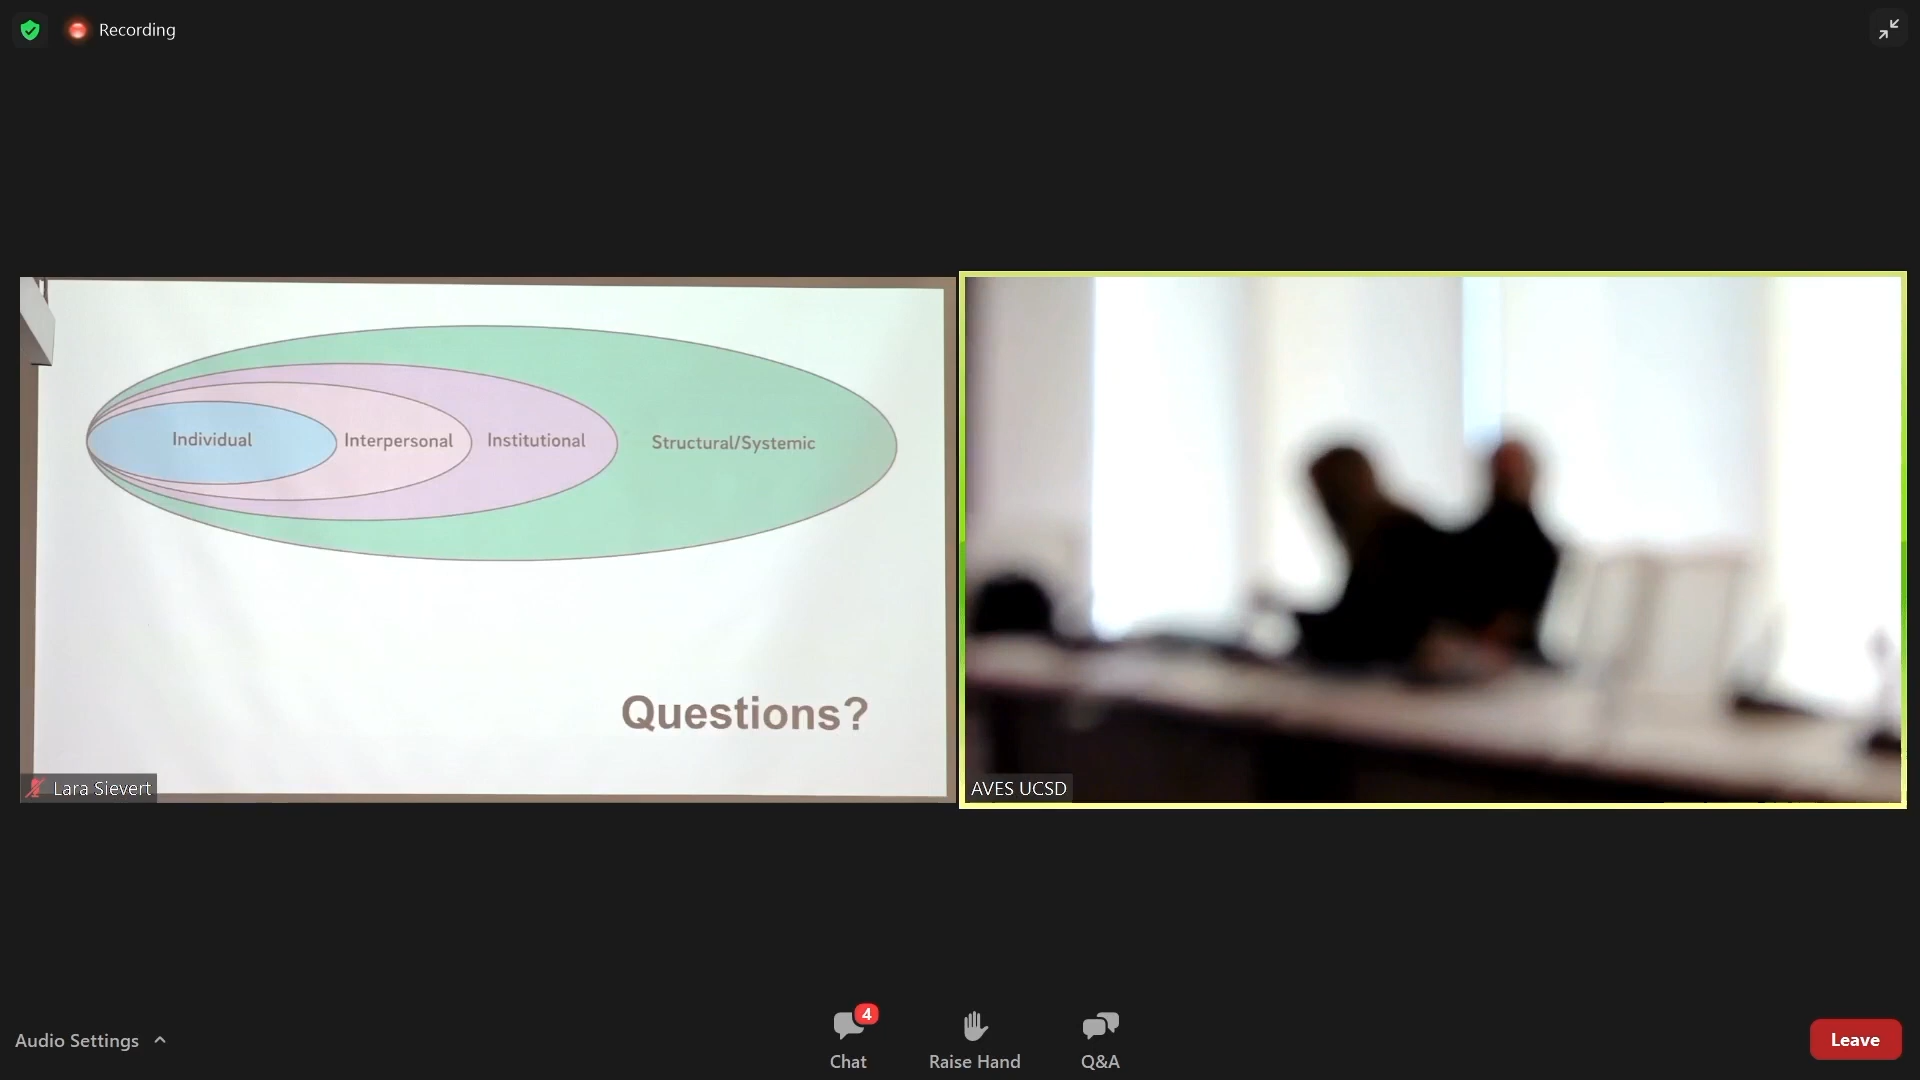 Recording
Individual
Interpersonal
Institutional
Structural/Systemic
Questions?
Lara Sievert
AVES UCSD
Audio Settings
4
Chat
Raise Hand
Q&A
Leave